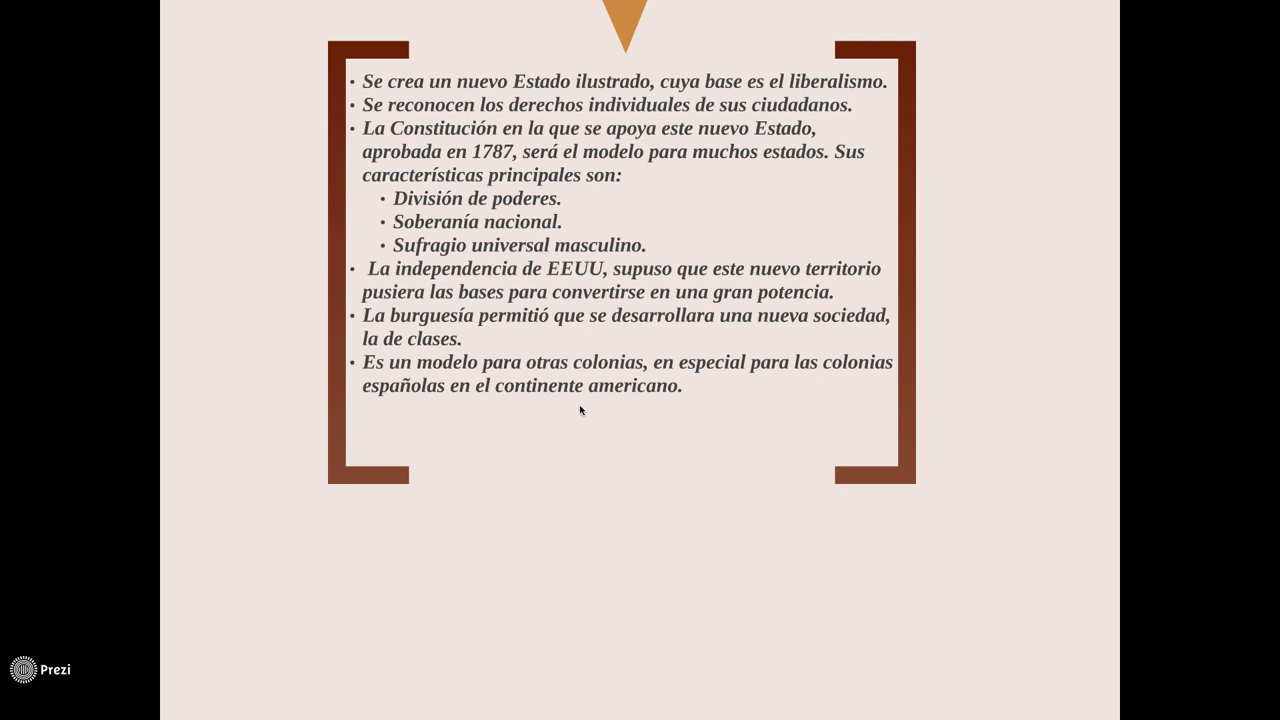 • Se crea un nuevo Estado ilustrado, cuya base es el liberalismo.
• Se reconocen los derechos individuales de sus ciudadanos.
• La Constitución en la que se apoya este nuevo Estado,
aprobada en 1787, será el modelo para muchos estados. Sus
características principales son:
• División de poderes.
• Soberanía nacional.
• Sufragio universal masculino.
• La independencia de EEUU, supuso que este nuevo territorio
pusiera las bases para convertirse en una gran potencia.
• La burguesía permitió que se desarrollara una nueva sociedad,
la de clases.
• Es un modelo para otras colonias, en especial para las colonias
españolas en el continente americano.
Prezi